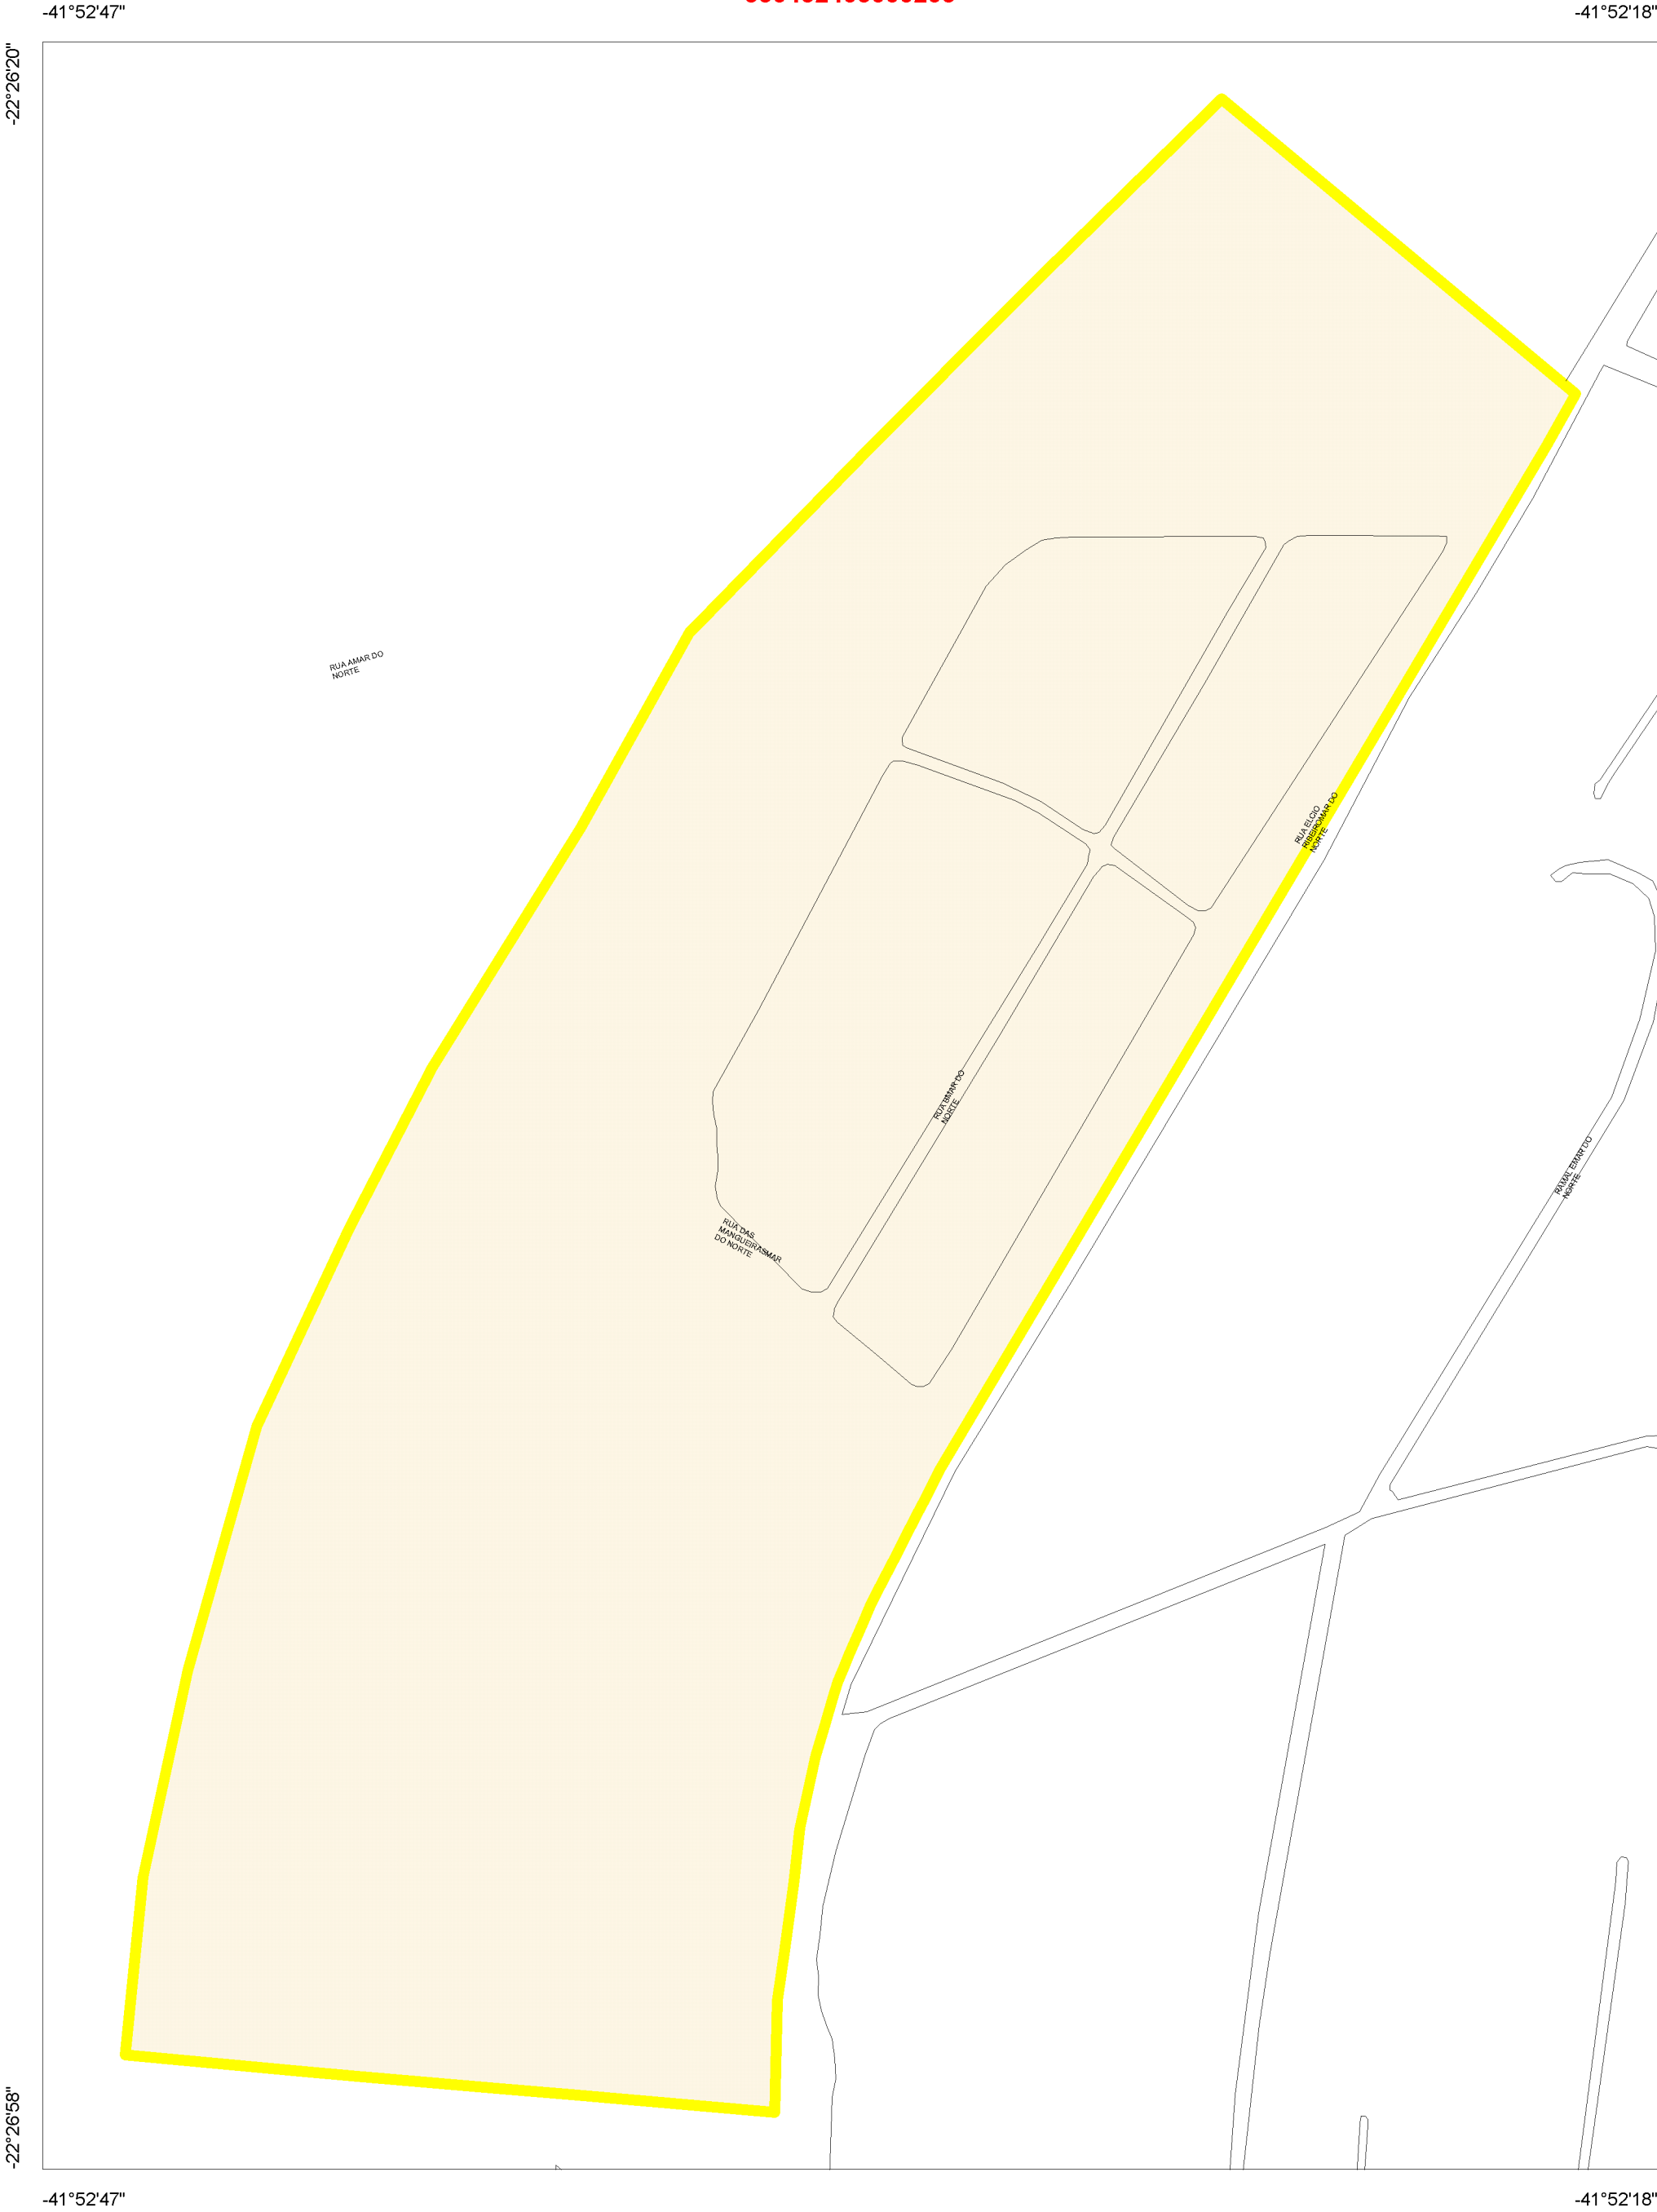 -41°52'47"
-41°52'18"
-22°26'20"
RUA AMAR DO
NORTE
RUA ELCIO
RIBEIROMAR DO
NORTE
RUA BMAR DO
NORTE
RAMAL EMAR DO
NORTE
RUA DAS
MANGUEIRASMAR
DO NORTE
-22°26'58"
-41°52'47"
-41°52'18"